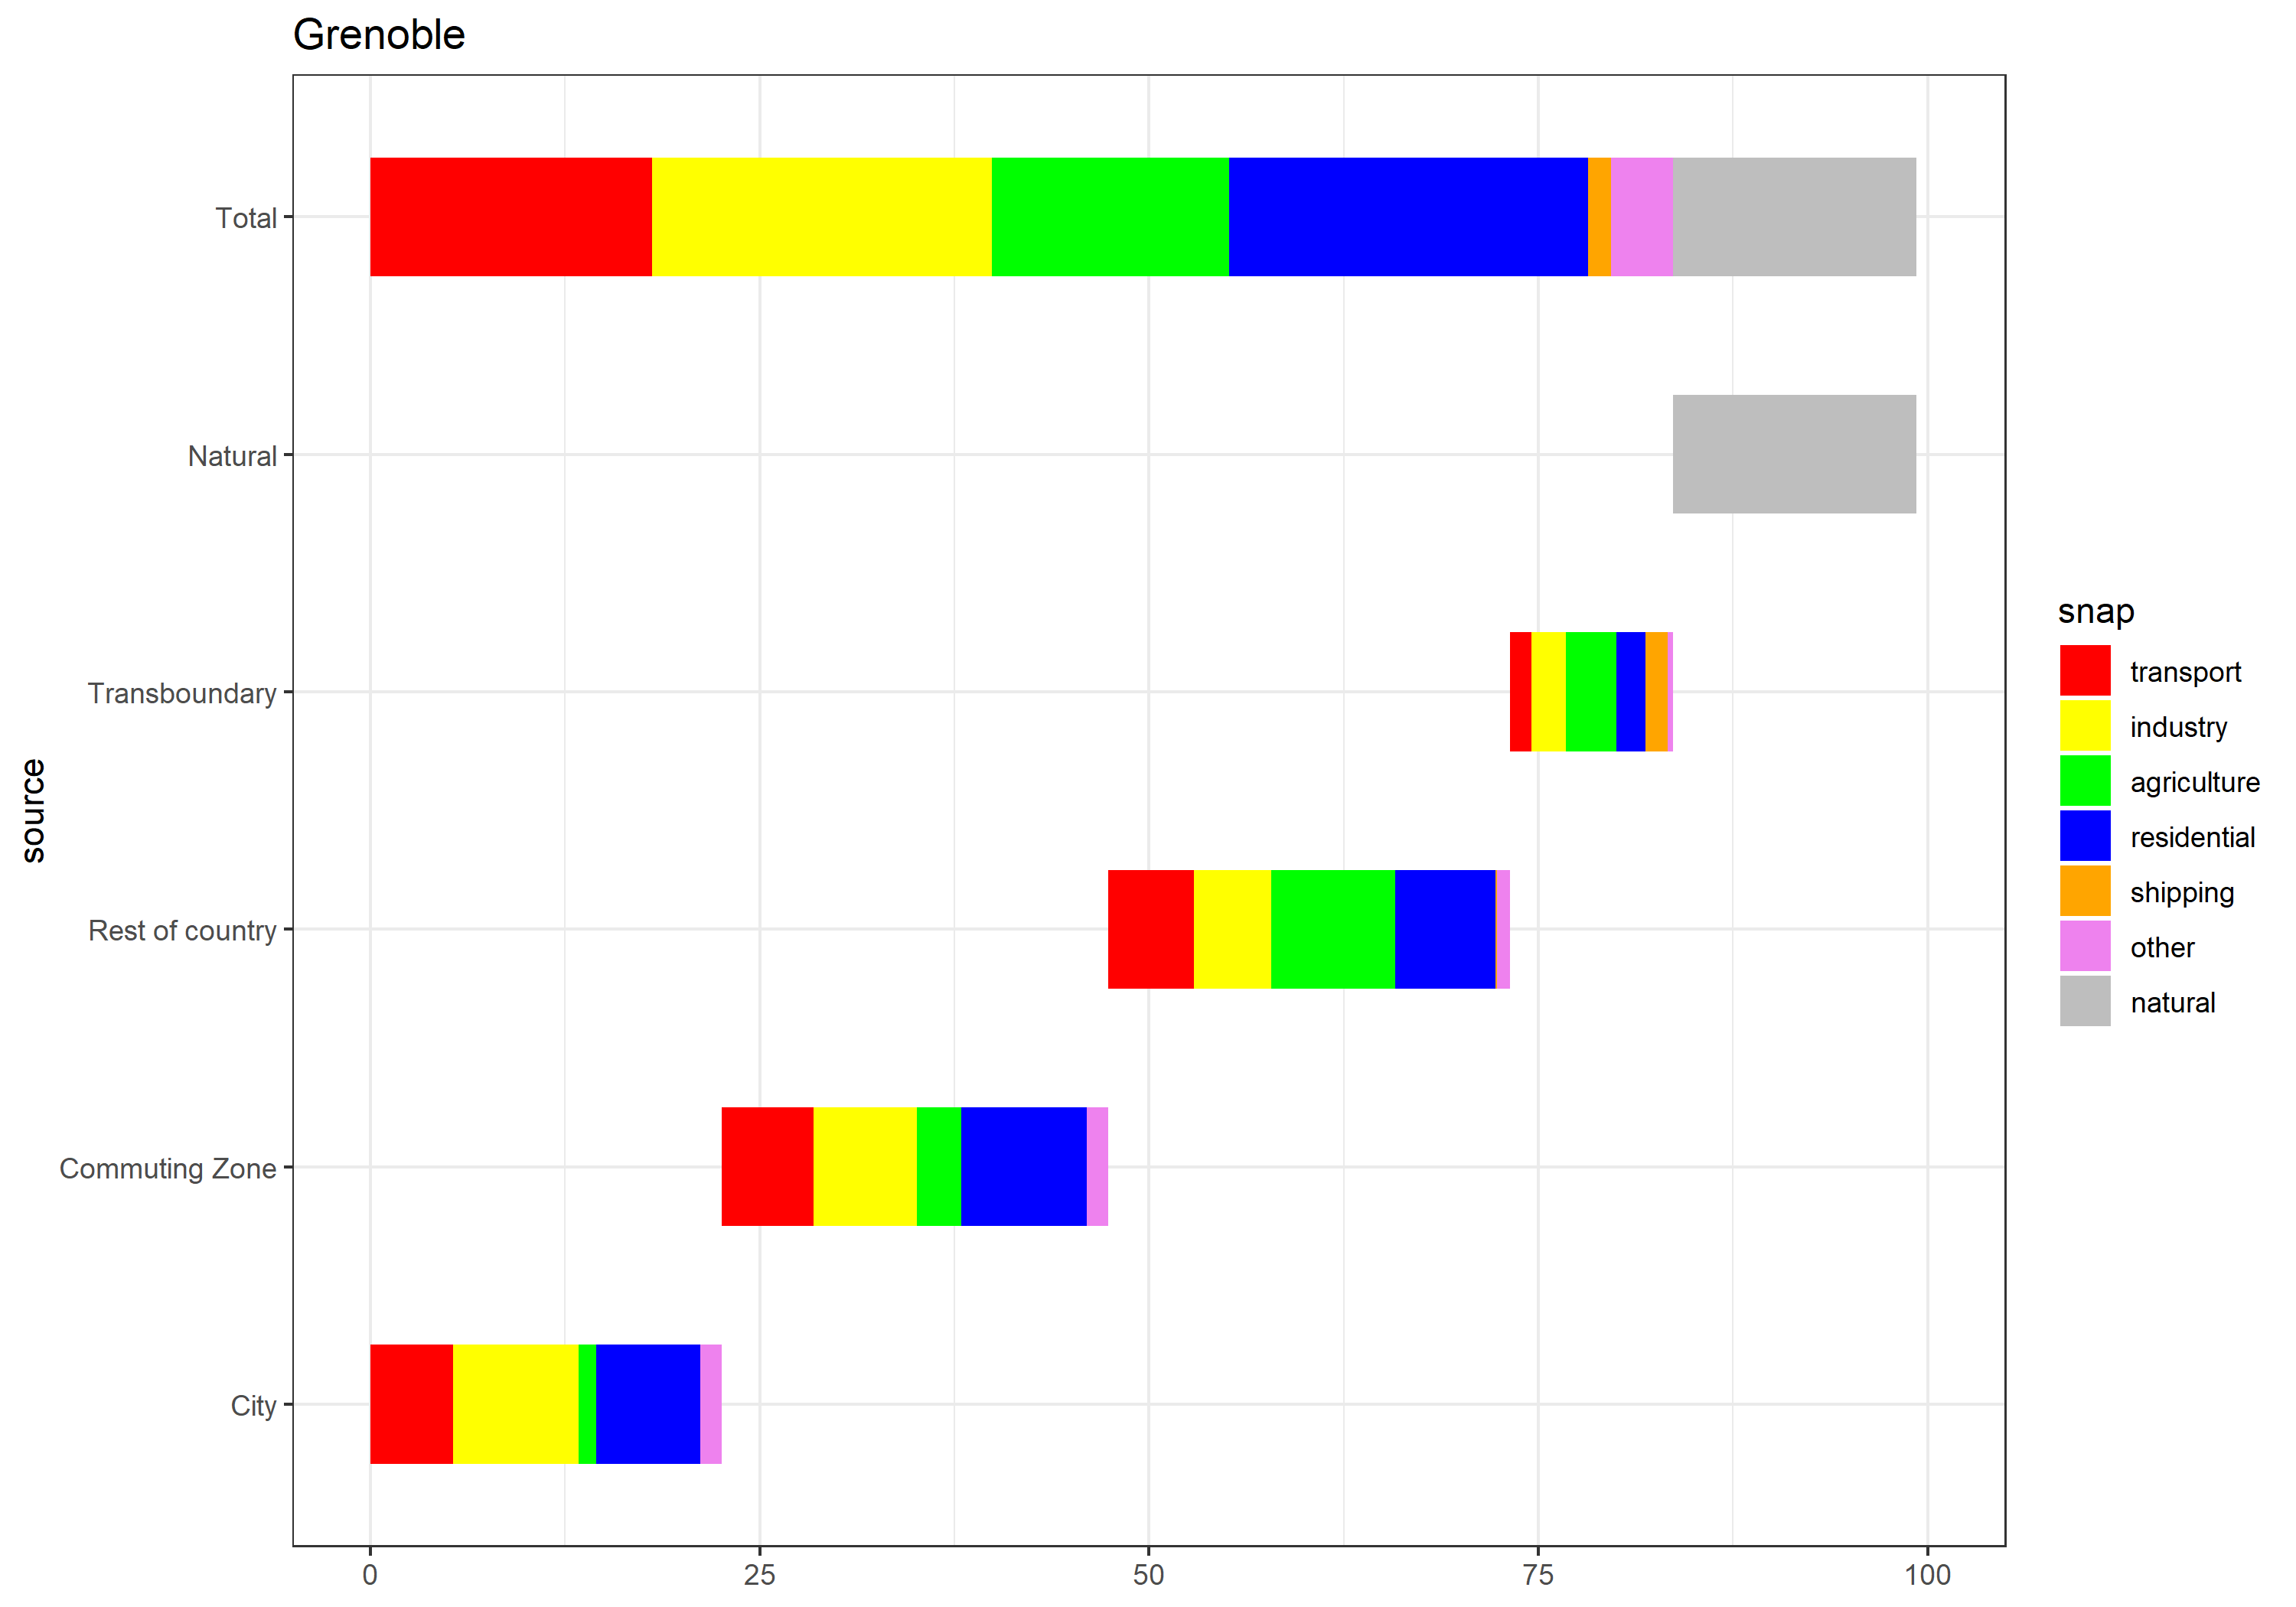 Grenoble
Total
Natural
Transboundary
Rest of country
Commuting Zone
City
source
0 25 50 75 100
snap
transport
industry
agriculture
residential
shipping
other
natural